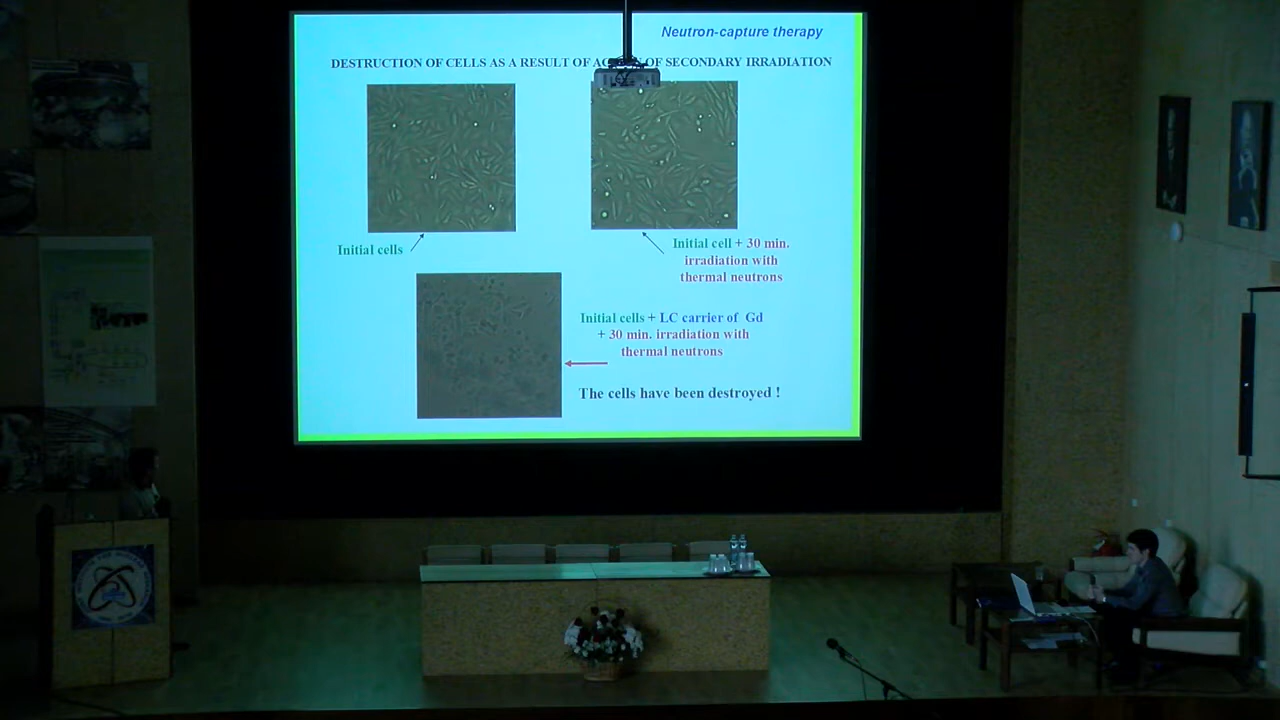 Neutron-capture therapy
DESTRUCTION OF CELLS AS A RESULT OF OF SECONDARY IRRADIATION
Initial cells
Initial cell + 30 min.
irradiation with
thermal neutrons
Initial cells + LC carrier of Gd
+ 30 min. irradiation with
thermal neutrons
The cells have been destroyed !